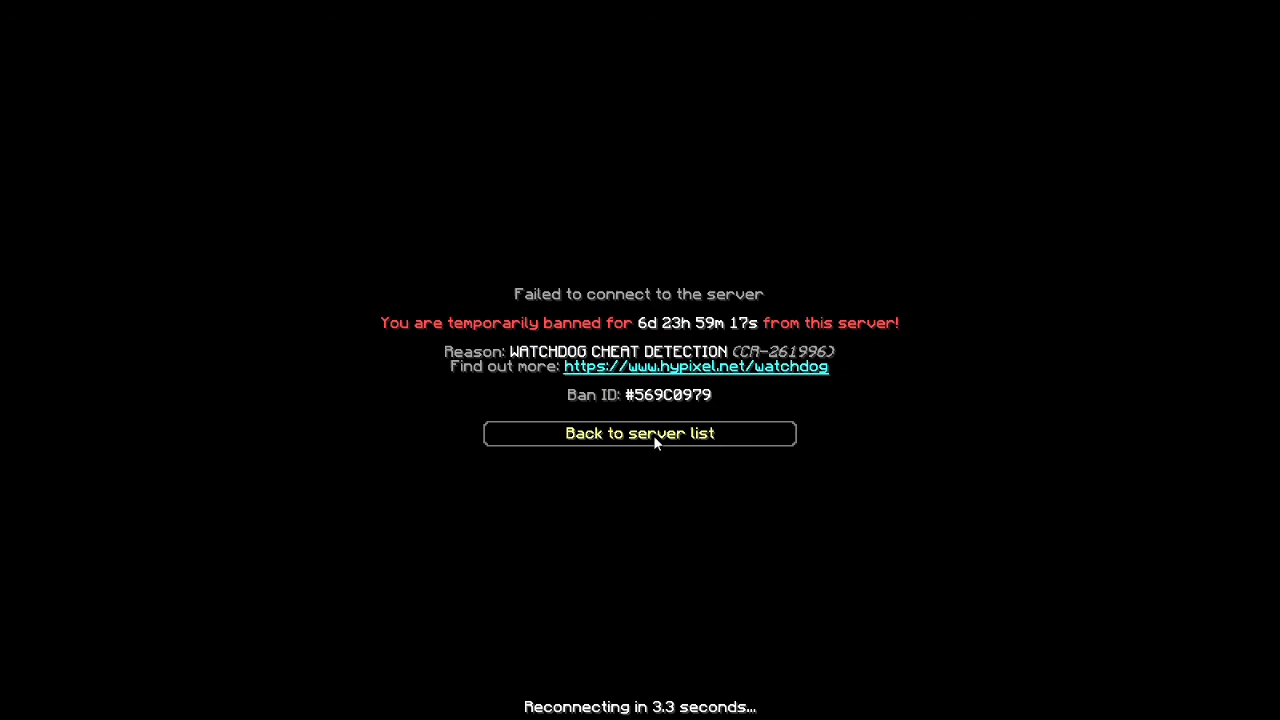 Failed to connect to the server
You are temporarily banned for 6d 23h 59m 17s from this server!
Reason: WATCHDOG CHEAT DETECTION (CCR-261996)
Find out more: https://www.hypixel.net/watchdog
Ban ID: #569C0979
Back to server list
Reconnecting in 3.3 seconds...